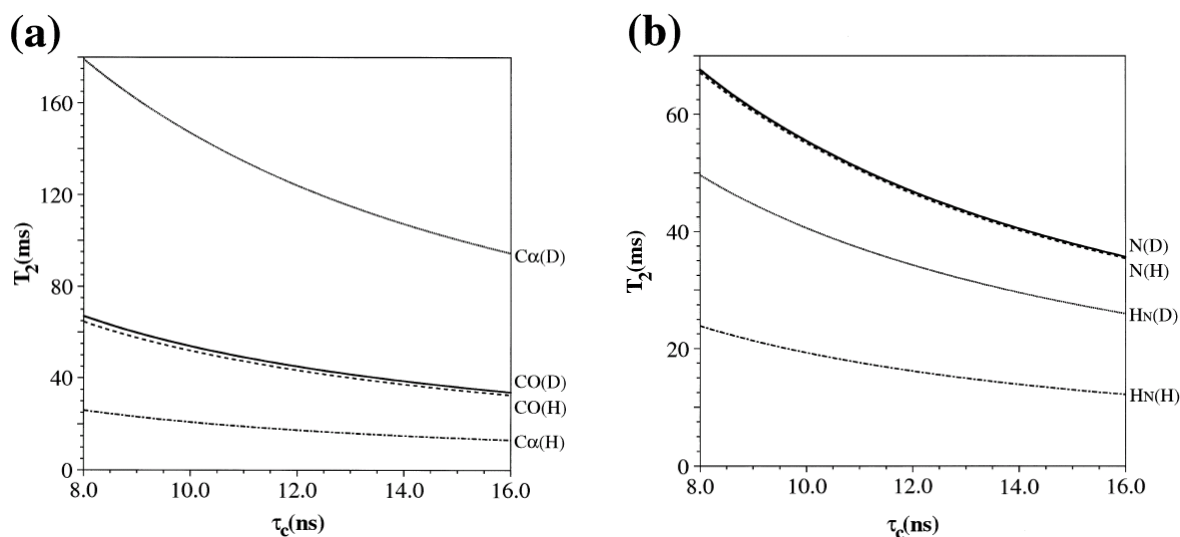 (a)
T2(ms)
160
120
80
40
0
8.0 10.0 12.0 14.0 16.0
τc(ns)
Cα(D)
CO(D)
CO(H)
Cα(H)
(b)
T2(ms)
60
40
20
0
8.0 10.0 12.0 14.0 16.0
τc(ns)
N(D)
N(H)
HN(D)
HN(H)